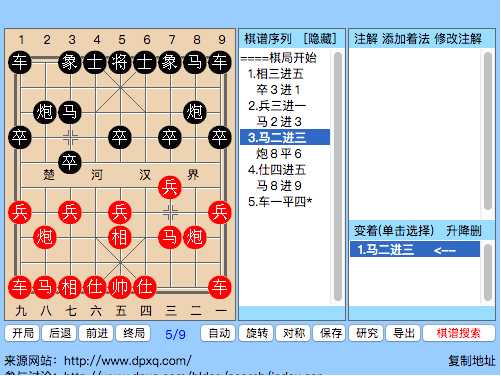 1 2 3 4 5 6 7 8 9
车 象 士 将 士 象 马 车
炮 马 炮
卒 卒 卒 卒
卒
楚 河 汉 界
兵
兵 兵 兵 兵
炮 相 马 炮
车 马 相 仕 帅 仕 车
九 八 七 六 五 四 三 二 一
棋谱序列 [隐藏]
====棋局开始
1.相三进五
卒3进1
2.兵三进一
马2进3
3.马二进三
炮8平6
4.仕四进五
马8进9
5.车一平四*
注解 添加着法 修改注解
变着(单击选择) 升降删
1.马二进三 <--
开局 后退 前进 终局 5/9 自动 旋转 对称 保存 研究 导出 棋谱搜索
来源网站: http://www.dpxq.com/ 复制地址